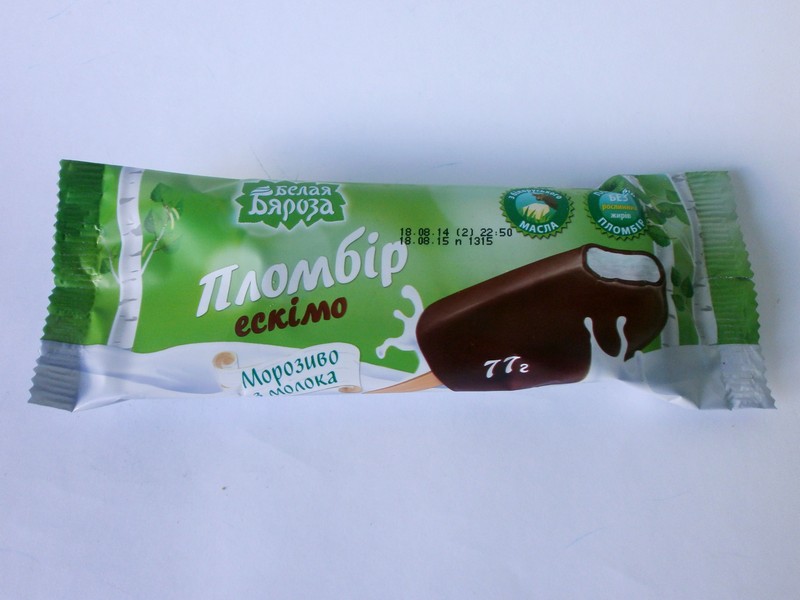 Белая
Бяроза
МАСЛА
БЕЗ
рослинних
жирів
ПЛОМБІР
18.08.14 (2) 22:50
18.08.15 п 1315
Пломбір
ескімо
Морозиво
з молока
77г